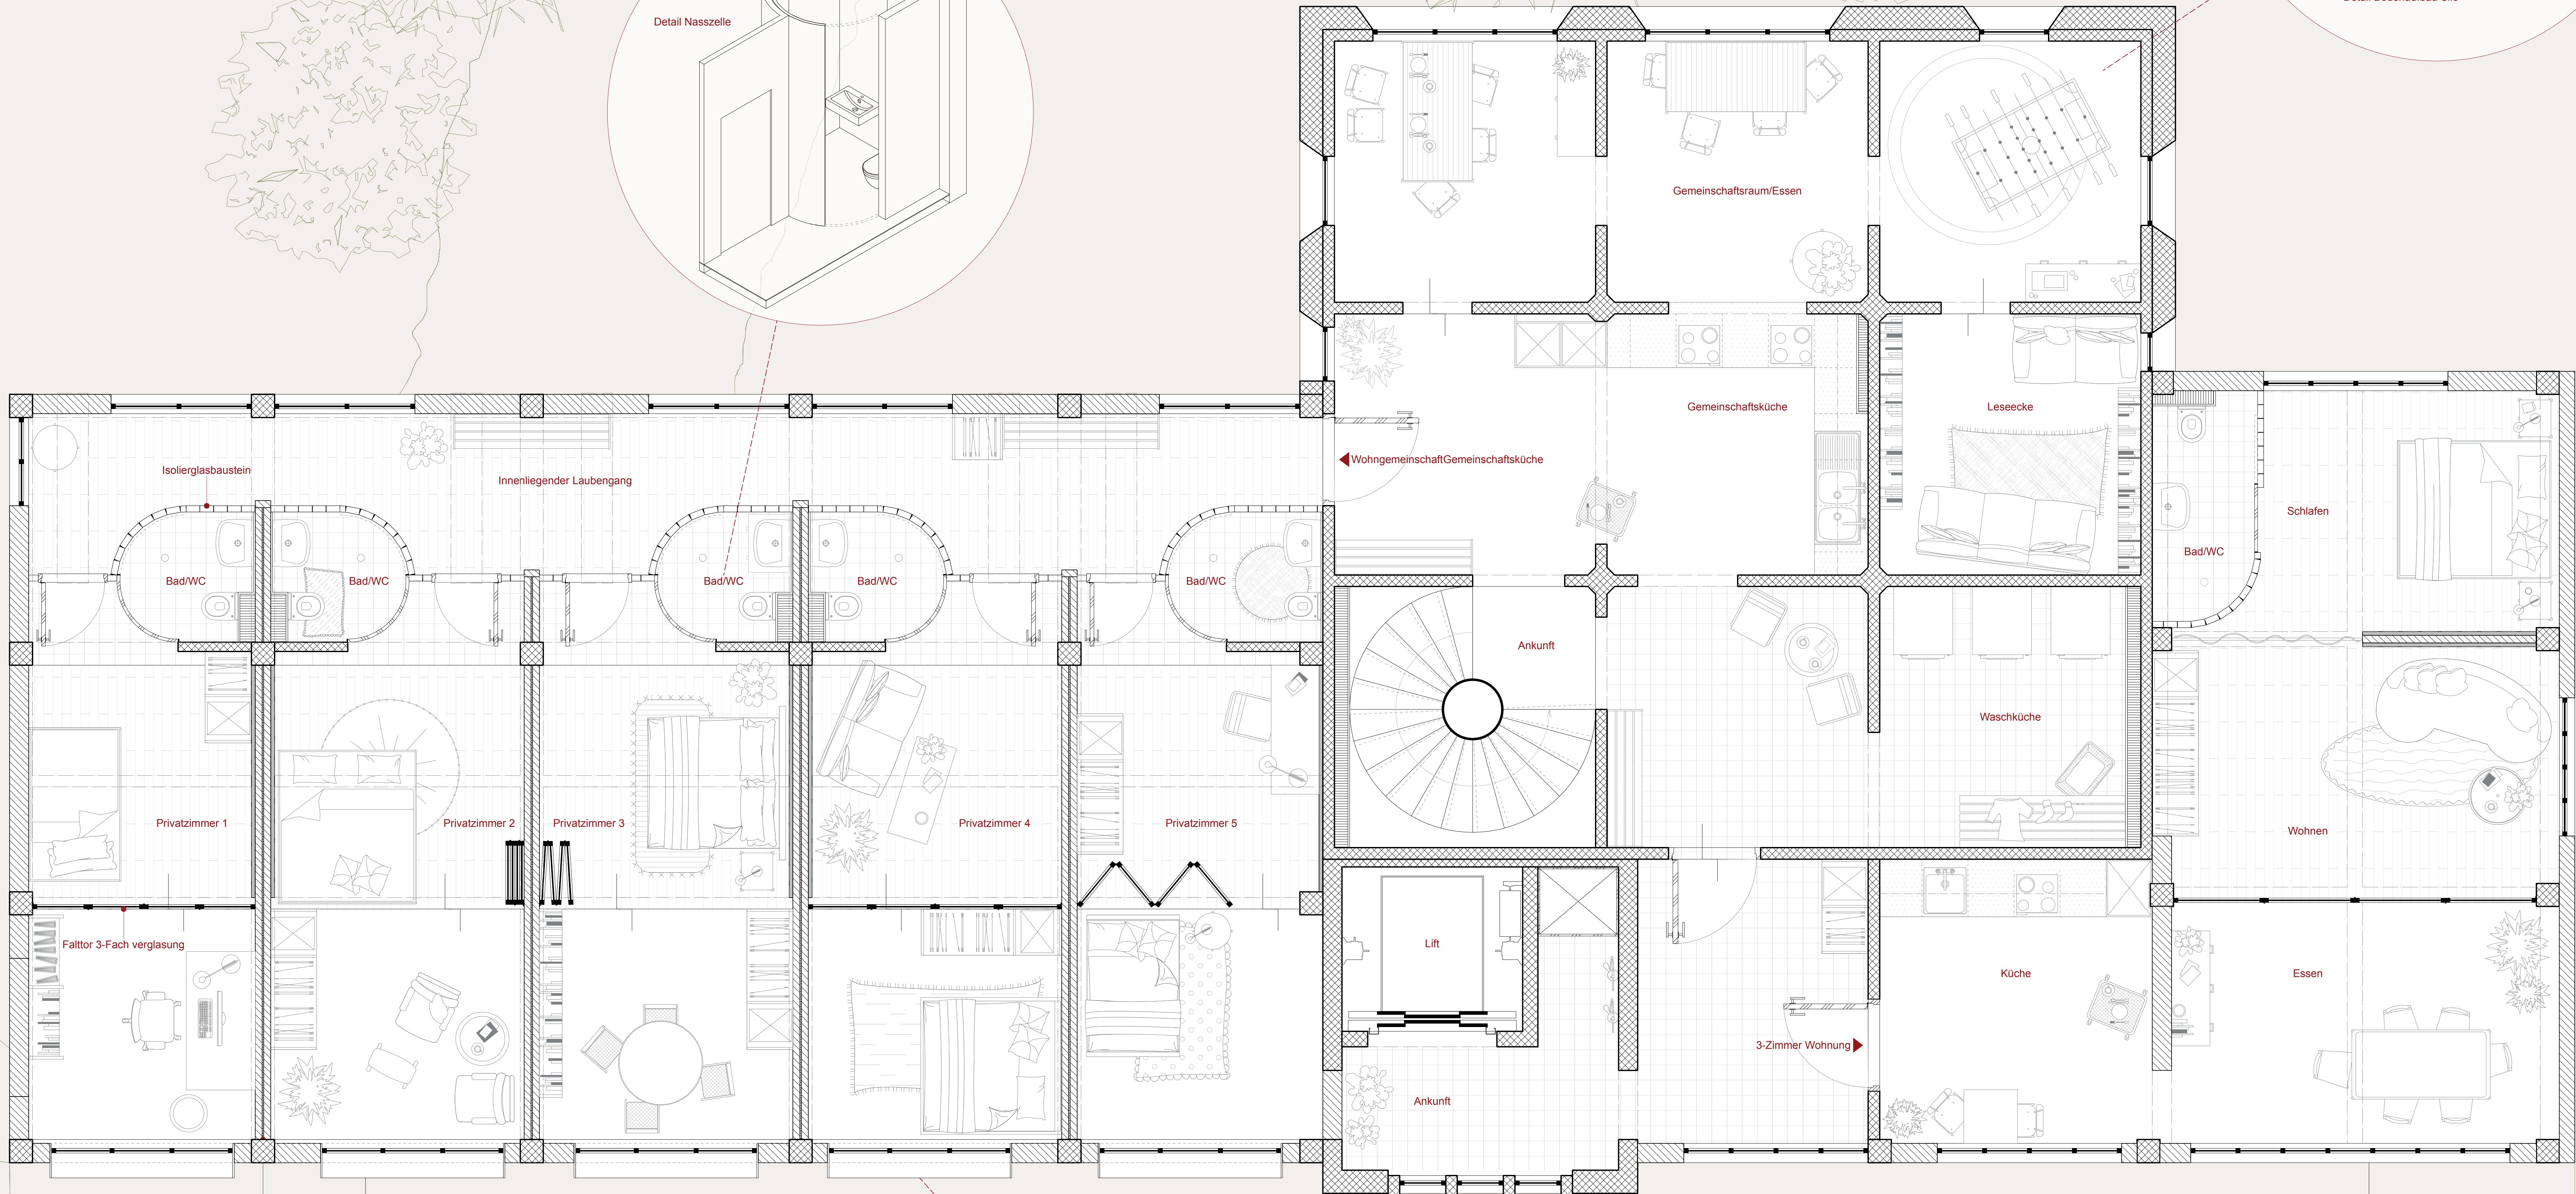 Detail Nasszelle
Gemeinschaftsraum/Essen
Gemeinschaftsküche
Leseecke
WohngemeinschaftGemeinschaftsküche
Isolierglasbaustein
Innenliegender Laubengang
Schlafen
Bad/WC
Bad/WC
Bad/WC
Bad/WC
Bad/WC
Bad/WC
Ankunft
Waschküche
Privatzimmer 1
Privatzimmer 2
Privatzimmer 3
Privatzimmer 4
Privatzimmer 5
Wohnen
Falttor 3-Fach verglasung
Lift
Küche
Essen
3-Zimmer Wohnung
Ankunft